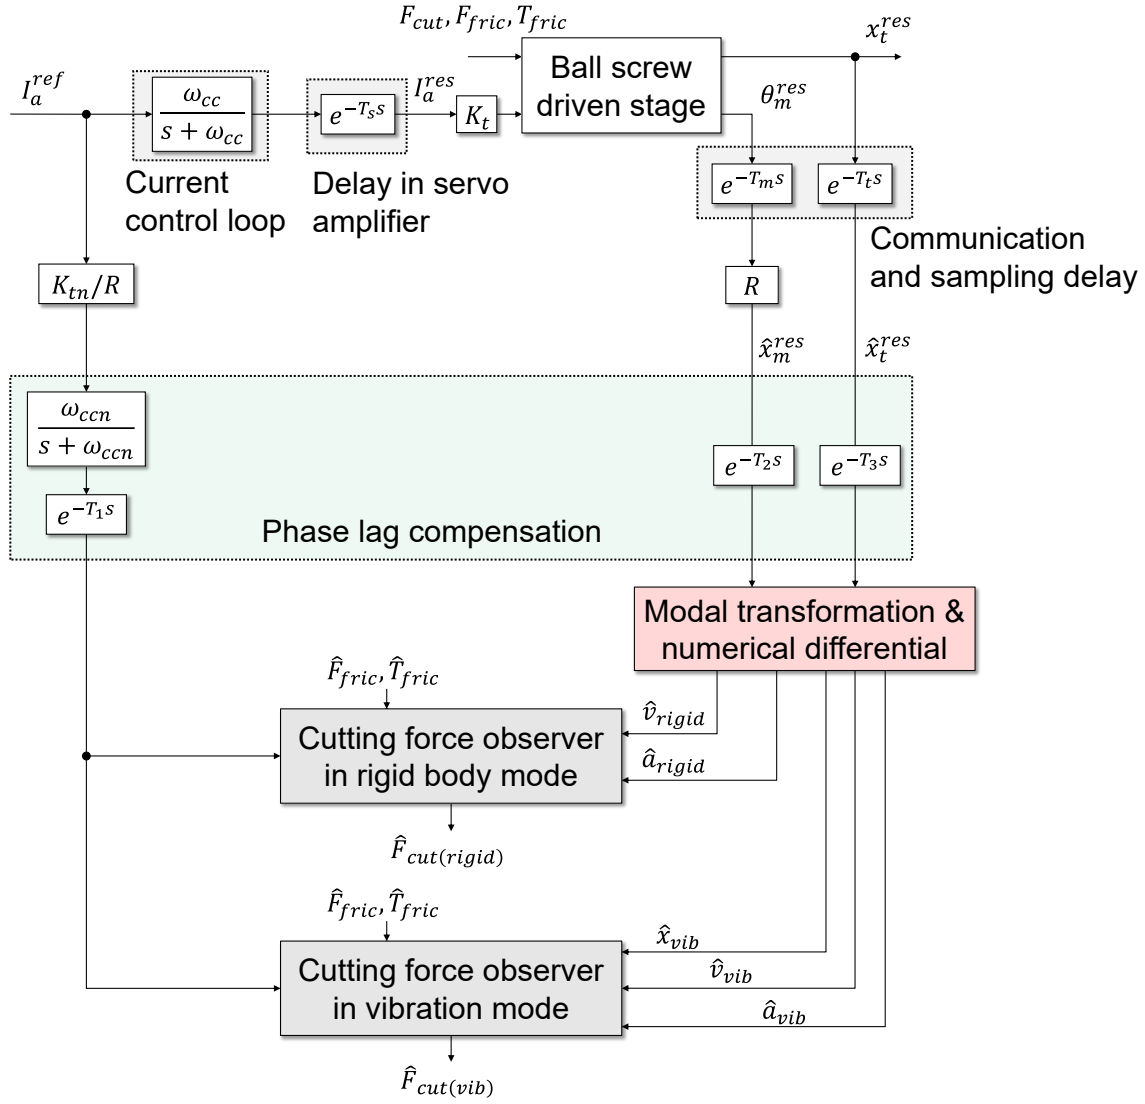 F_cut, F_fric, T_fric
x_t^res
I_a^ref
ω_cc
s + ω_cc
e^{-T_S s}
I_a^res
K_t
Ball screw
driven stage
θ_m^res
Current
control loop
Delay in servo
amplifier
e^{-T_m s}
e^{-T_t s}
Communication
and sampling delay
K_tn/R
R
x̂_m^res
x̂_t^res
ω_ccn
s + ω_ccn
e^{-T_1 s}
e^{-T_2 s}
e^{-T_3 s}
Phase lag compensation
Modal transformation &
numerical differential
F̂_fric, T̂_fric
Cutting force observer
in rigid body mode
v̂_rigid
â_rigid
F̂_cut(rigid)
F̂_fric, T̂_fric
Cutting force observer
in vibration mode
x̂_vib
v̂_vib
â_vib
F̂_cut(vib)